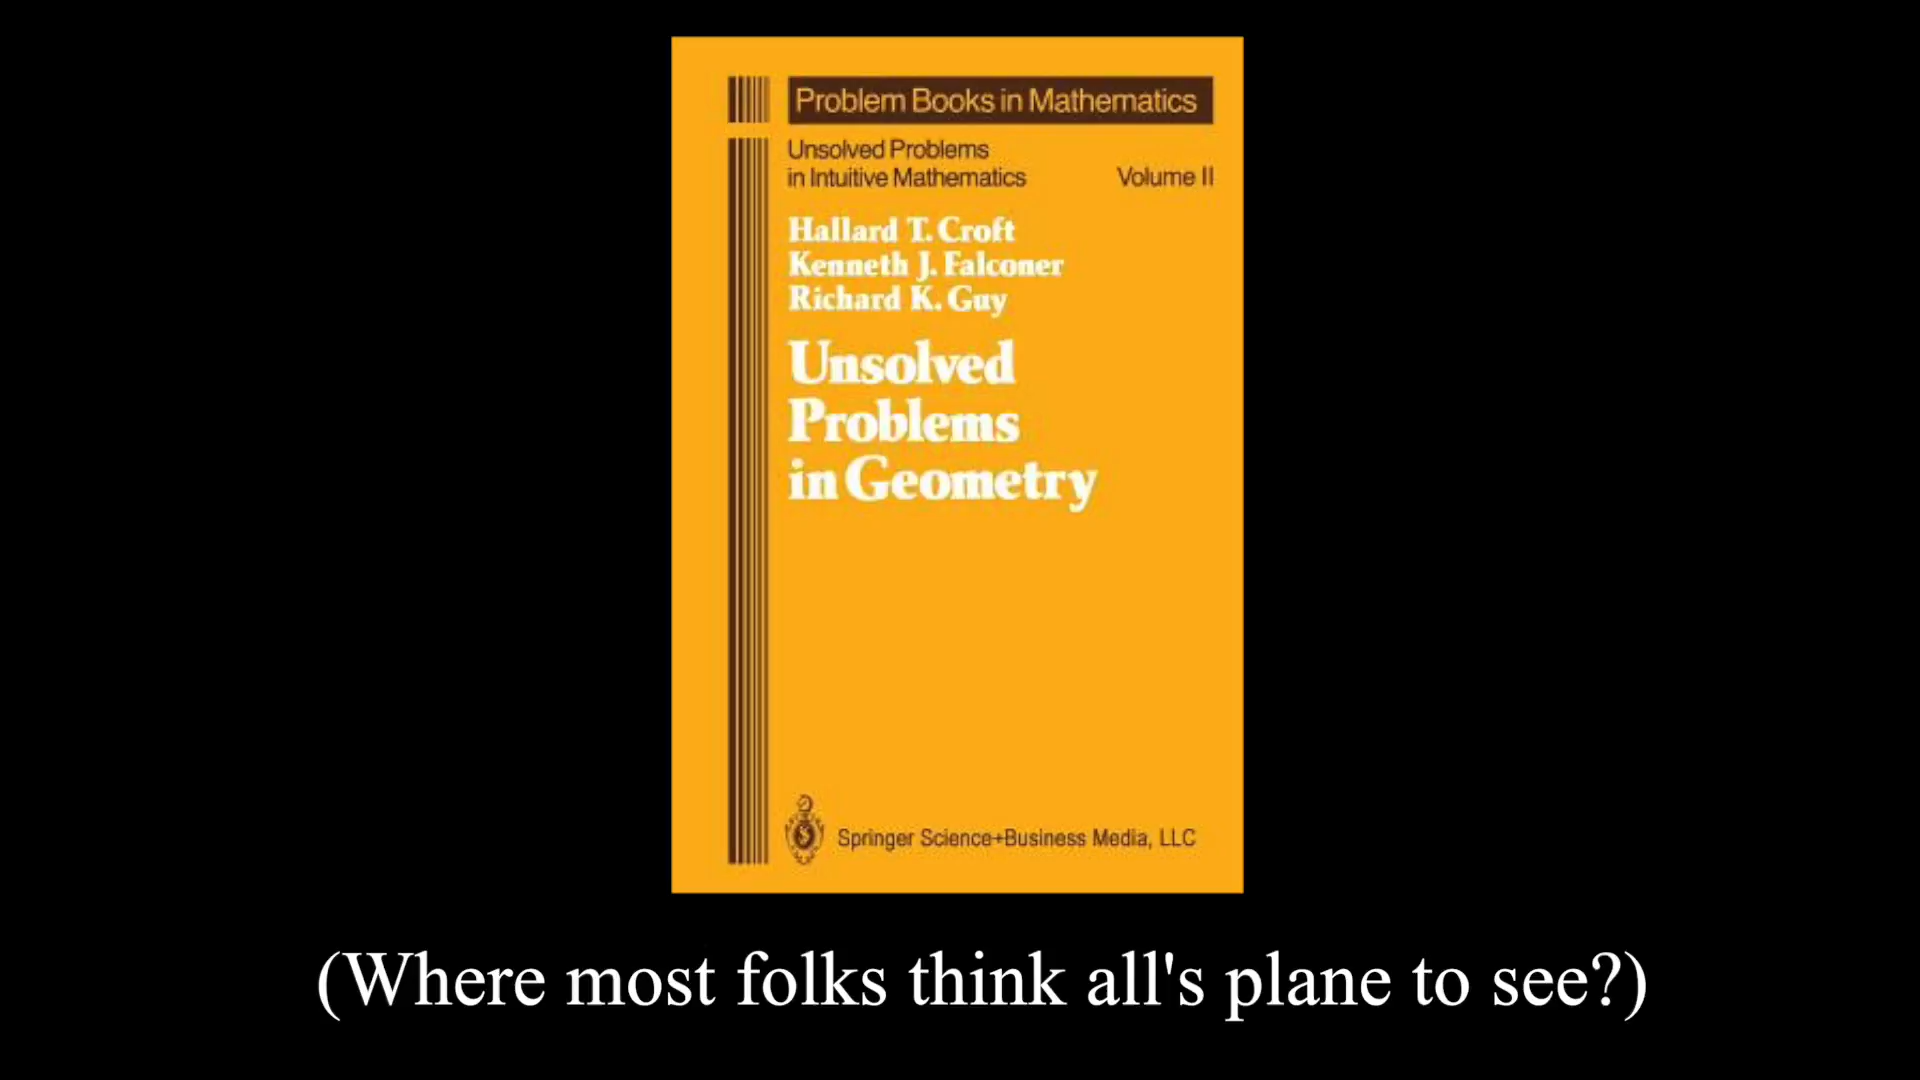 Problem Books in Mathematics
Unsolved Problems
in Intuitive Mathematics Volume II
Hallard T. Croft
Kenneth J. Falconer
Richard K. Guy
Unsolved
Problems
in Geometry
Springer Science+Business Media, LLC
(Where most folks think all's plane to see?)